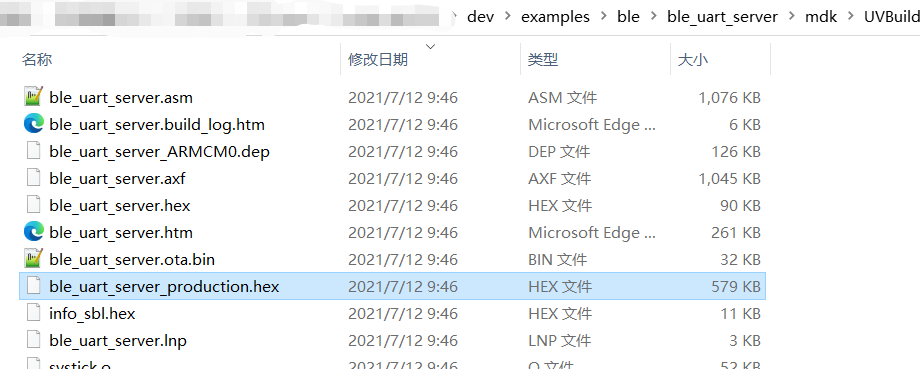 dev > examples > ble > ble_uart_server > mdk > UVBuild
名称 修改日期 类型 大小
ble_uart_server.asm 2021/7/12 9:46 ASM 文件 1,076 KB
ble_uart_server.build_log.htm 2021/7/12 9:46 Microsoft Edge ... 6 KB
ble_uart_server_ARMCM0.dep 2021/7/12 9:46 DEP 文件 126 KB
ble_uart_server.axf 2021/7/12 9:46 AXF 文件 1,045 KB
ble_uart_server.hex 2021/7/12 9:46 HEX 文件 90 KB
ble_uart_server.htm 2021/7/12 9:46 Microsoft Edge ... 261 KB
ble_uart_server.ota.bin 2021/7/12 9:46 BIN 文件 32 KB
ble_uart_server_production.hex 2021/7/12 9:46 HEX 文件 579 KB
info_sbl.hex 2021/7/12 9:46 HEX 文件 11 KB
ble_uart_server.lnp 2021/7/12 9:46 LNP 文件 3 KB
systick.o 2021/7/12 9:46 O 文件 52 KB